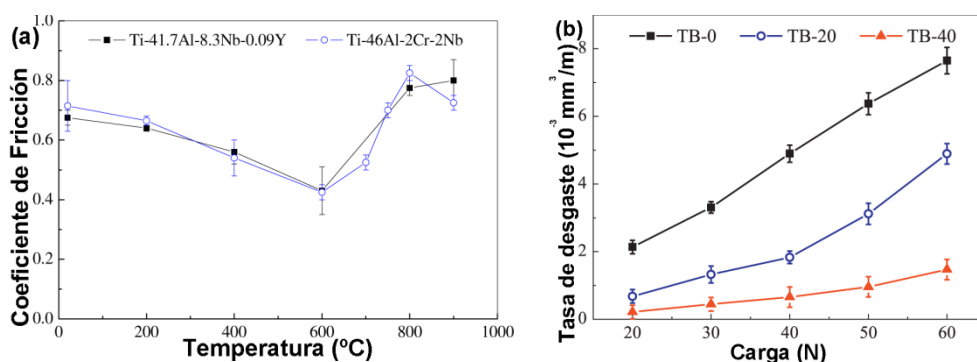 (a)
Ti-41.7Al-8.3Nb-0.09Y
Ti-46Al-2Cr-2Nb
Coeficiente de Fricción
1.0
0.8
0.6
0.4
0.2
0.0
0
200
400
600
800
1000
Temperatura (ºC)
(b)
TB-0
TB-20
TB-40
Tasa de desgaste (10⁻³ mm³/m)
8
6
4
2
0
20
30
40
50
60
Carga (N)